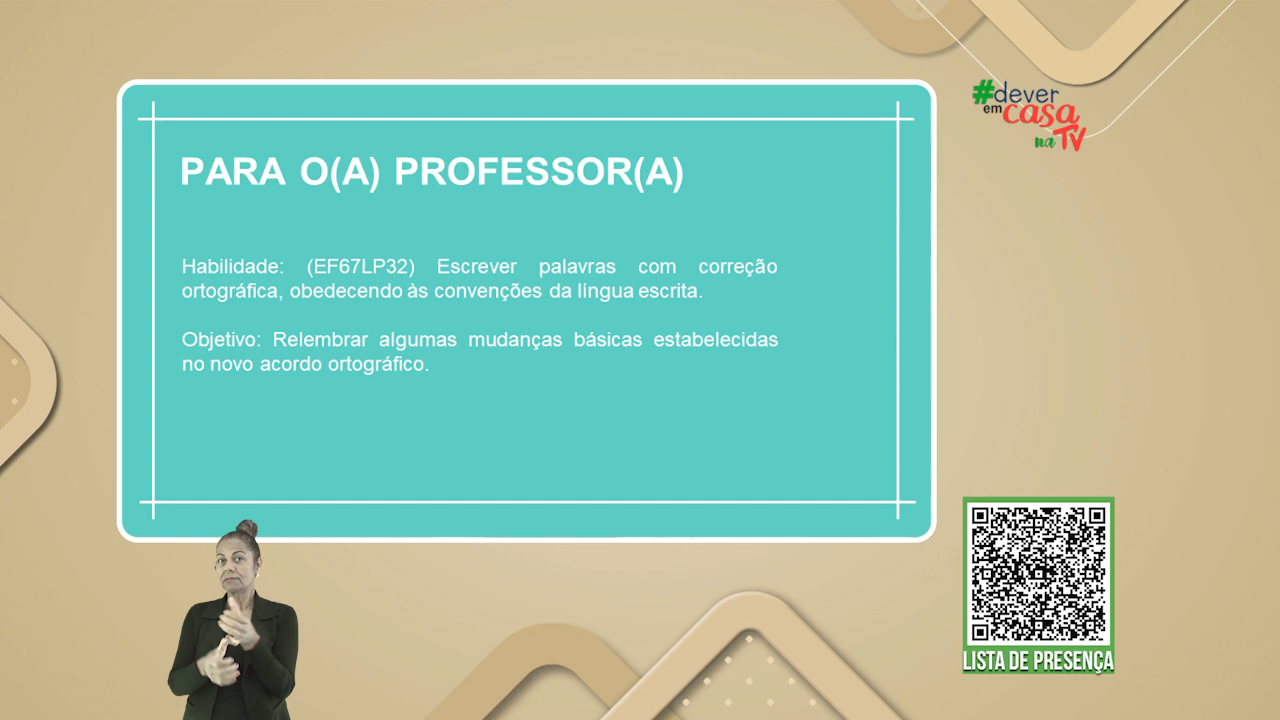 #dever
em casa
na TV
PARA O(A) PROFESSOR(A)
Habilidade: (EF67LP32) Escrever palavras com correção
ortográfica, obedecendo às convenções da língua escrita.
Objetivo: Relembrar algumas mudanças básicas estabelecidas
no novo acordo ortográfico.
LISTA DE PRESENÇA